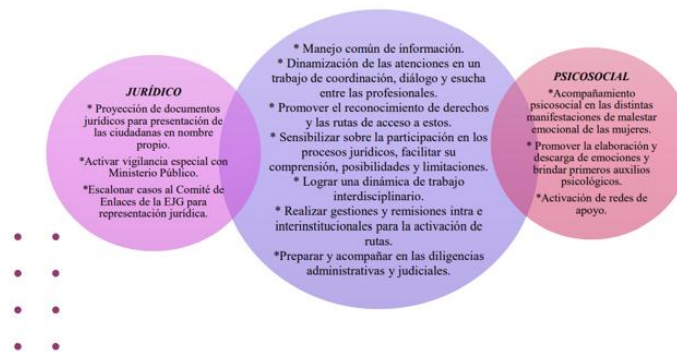 JURÍDICO
* Proyección de documentos
jurídicos para presentación de
las ciudadanas en nombre
propio.
*Activar vigilancia especial con
Ministerio Público.
*Escalonar casos al Comité de
Enlaces de la EJG para
representación jurídica.
* Manejo común de información.
* Dinamización de las atenciones en un
trabajo de coordinación, diálogo y esucha
entre las profesionales.
* Promover el reconocimiento de derechos
y las rutas de acceso a estos.
* Sensibilizar sobre la participación en los
procesos jurídicos, facilitar su
comprensión, posibilidades y limitaciones.
* Lograr una dinámica de trabajo
interdisciplinario.
* Realizar gestiones y remisiones intra e
interinstitucionales para la activación de
rutas.
*Preparar y acompañar en las diligencias
administrativas y judiciales.
PSICOSOCIAL
*Acompañamiento
psicosocial en las distintas
manifestaciones de malestar
emocional de las mujeres.
* Promover la elaboración y
descarga de emociones y
brindar primeros auxilios
psicológicos.
*Activación de redes de
apoyo.